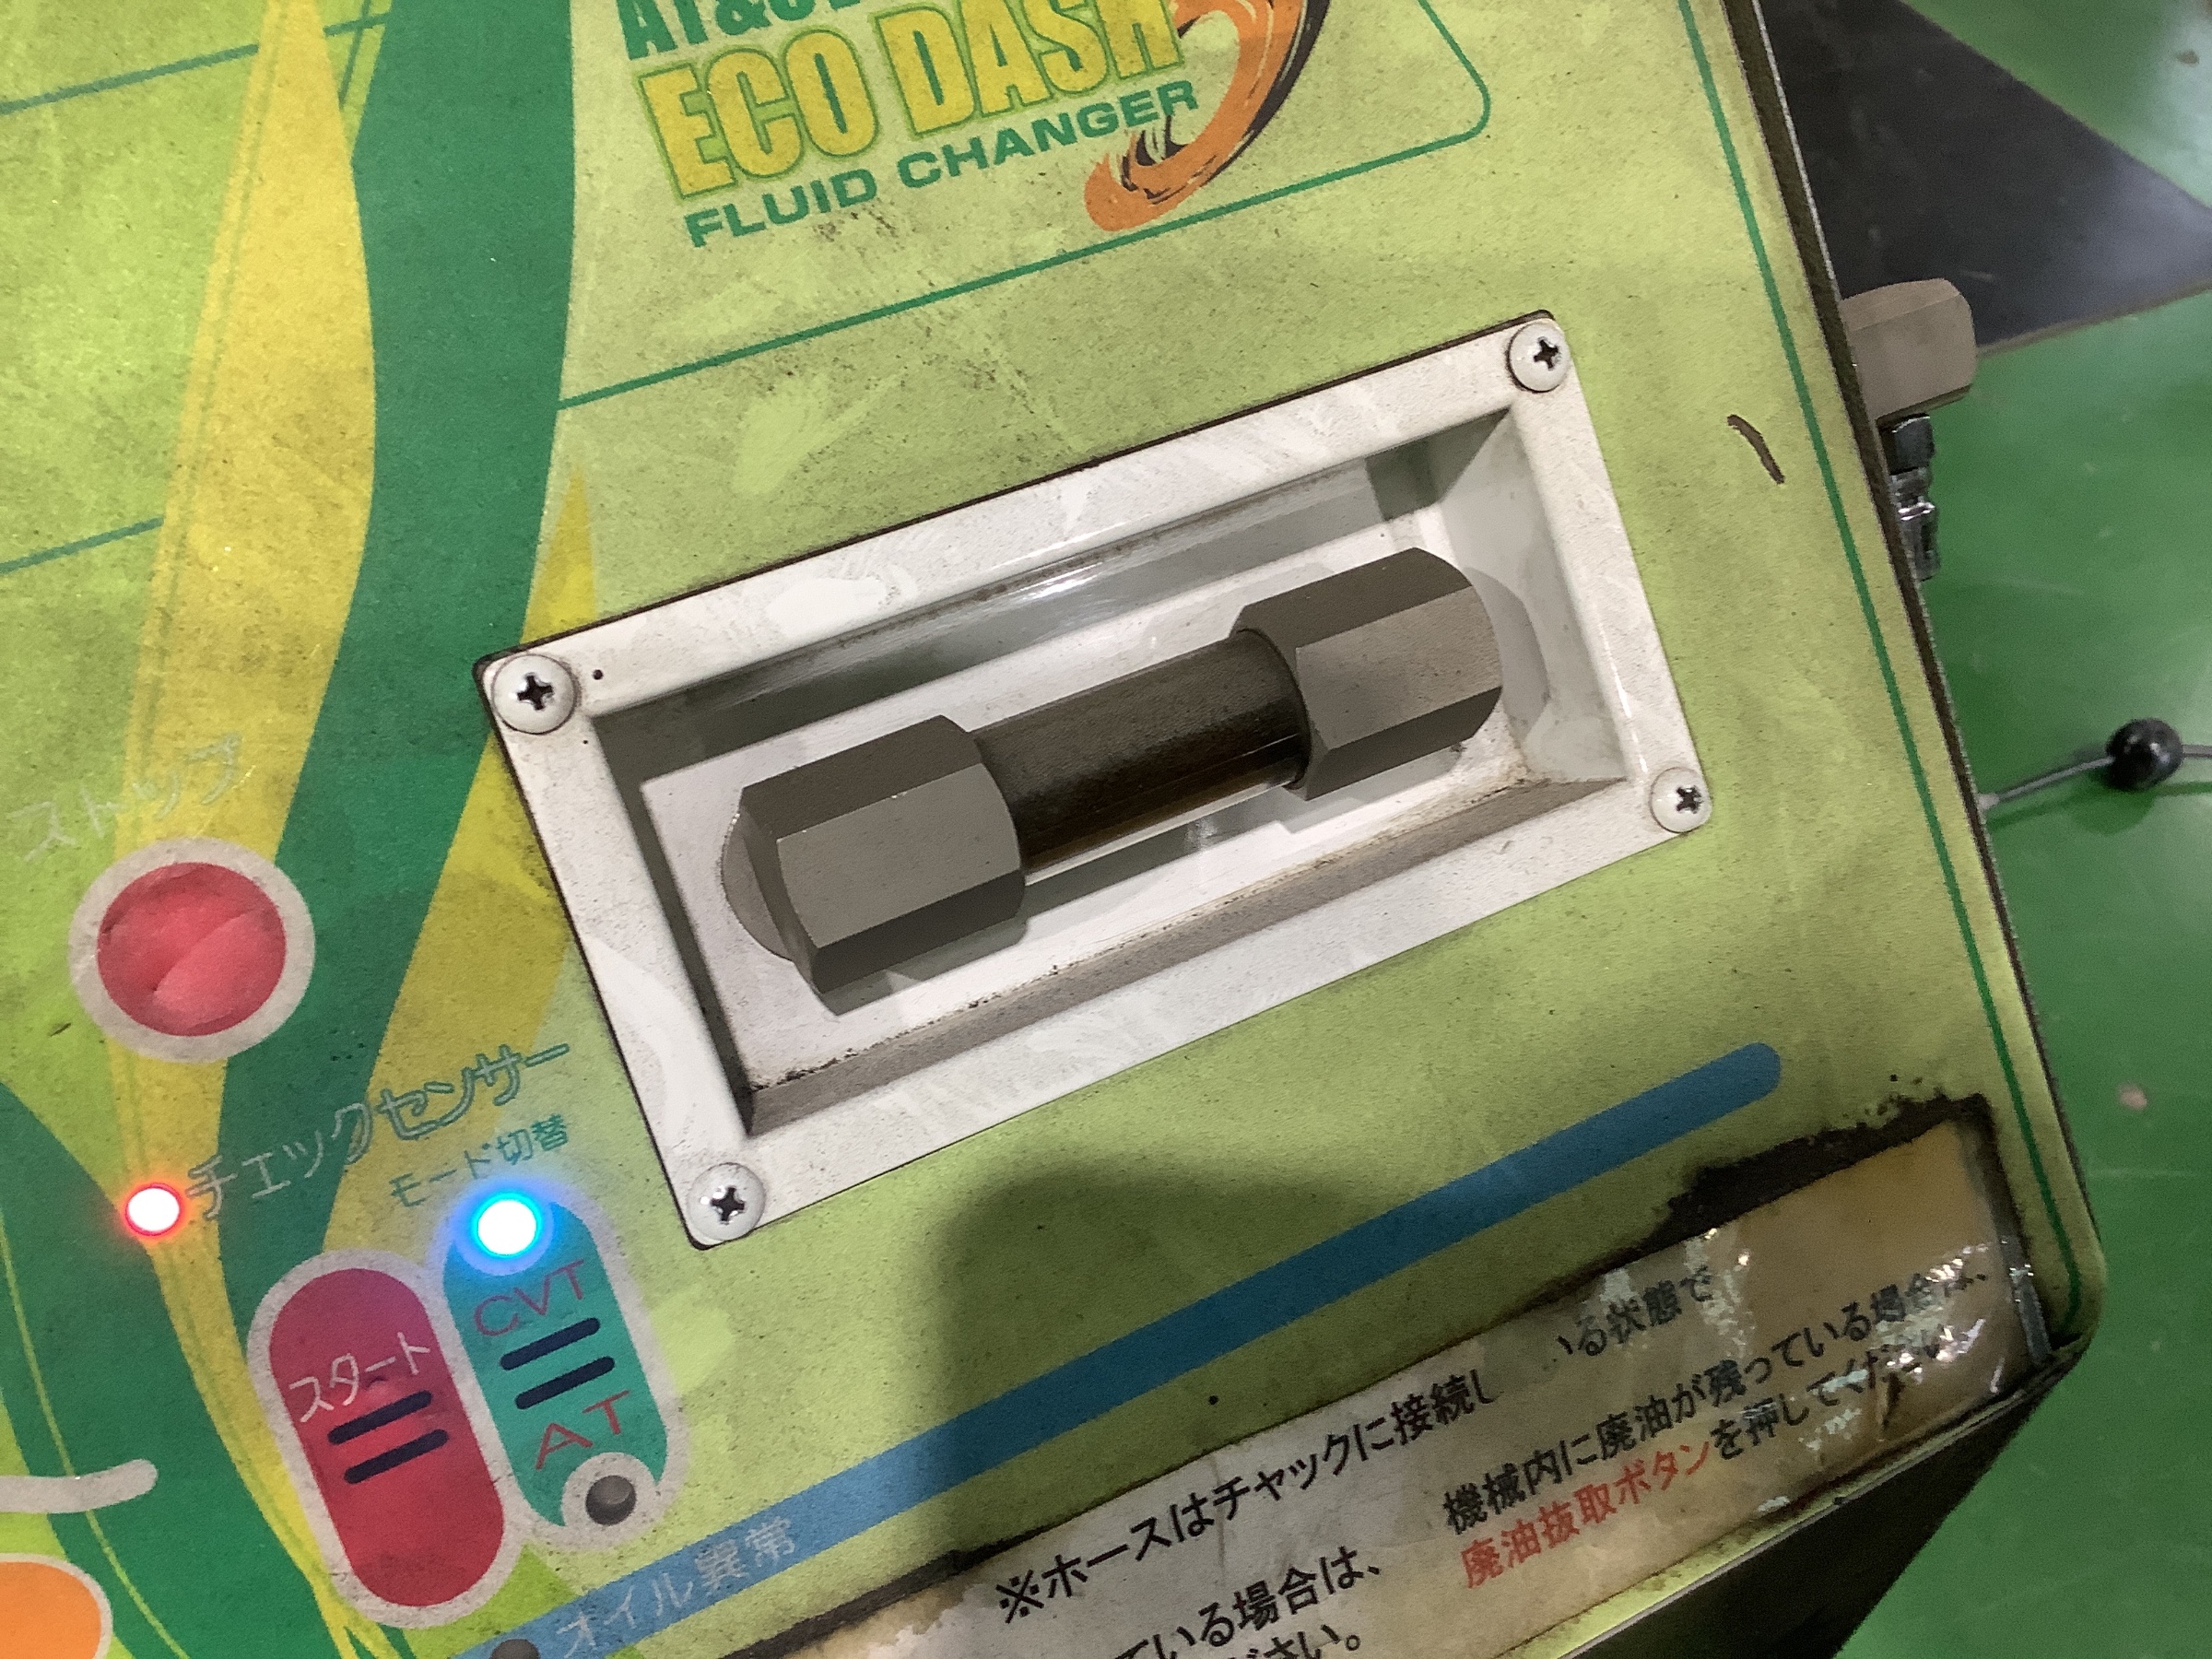 ECO DASH
FLUID CHANGER
ストップ
チェックセンサー
モード切替
スタート
CVT
AT
オイル異常
※ホースはチャックに接続し いる状態で
機械内に廃油が残っている場合は、
廃油抜取ボタンを押してください
ている場合は、
ださい。